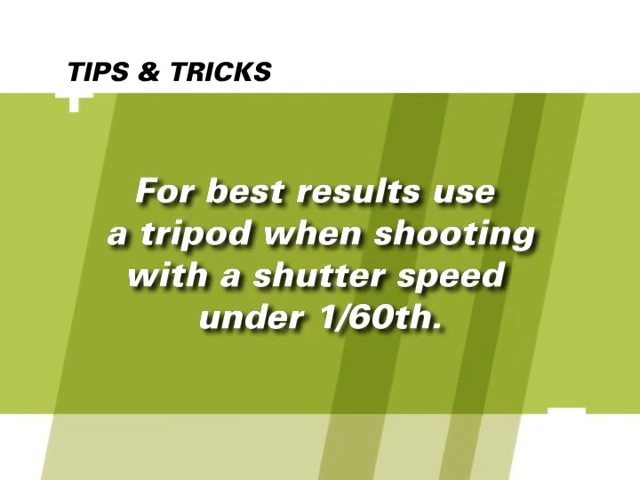 TIPS & TRICKS
For best results use
a tripod when shooting
with a shutter speed
under 1/60th.